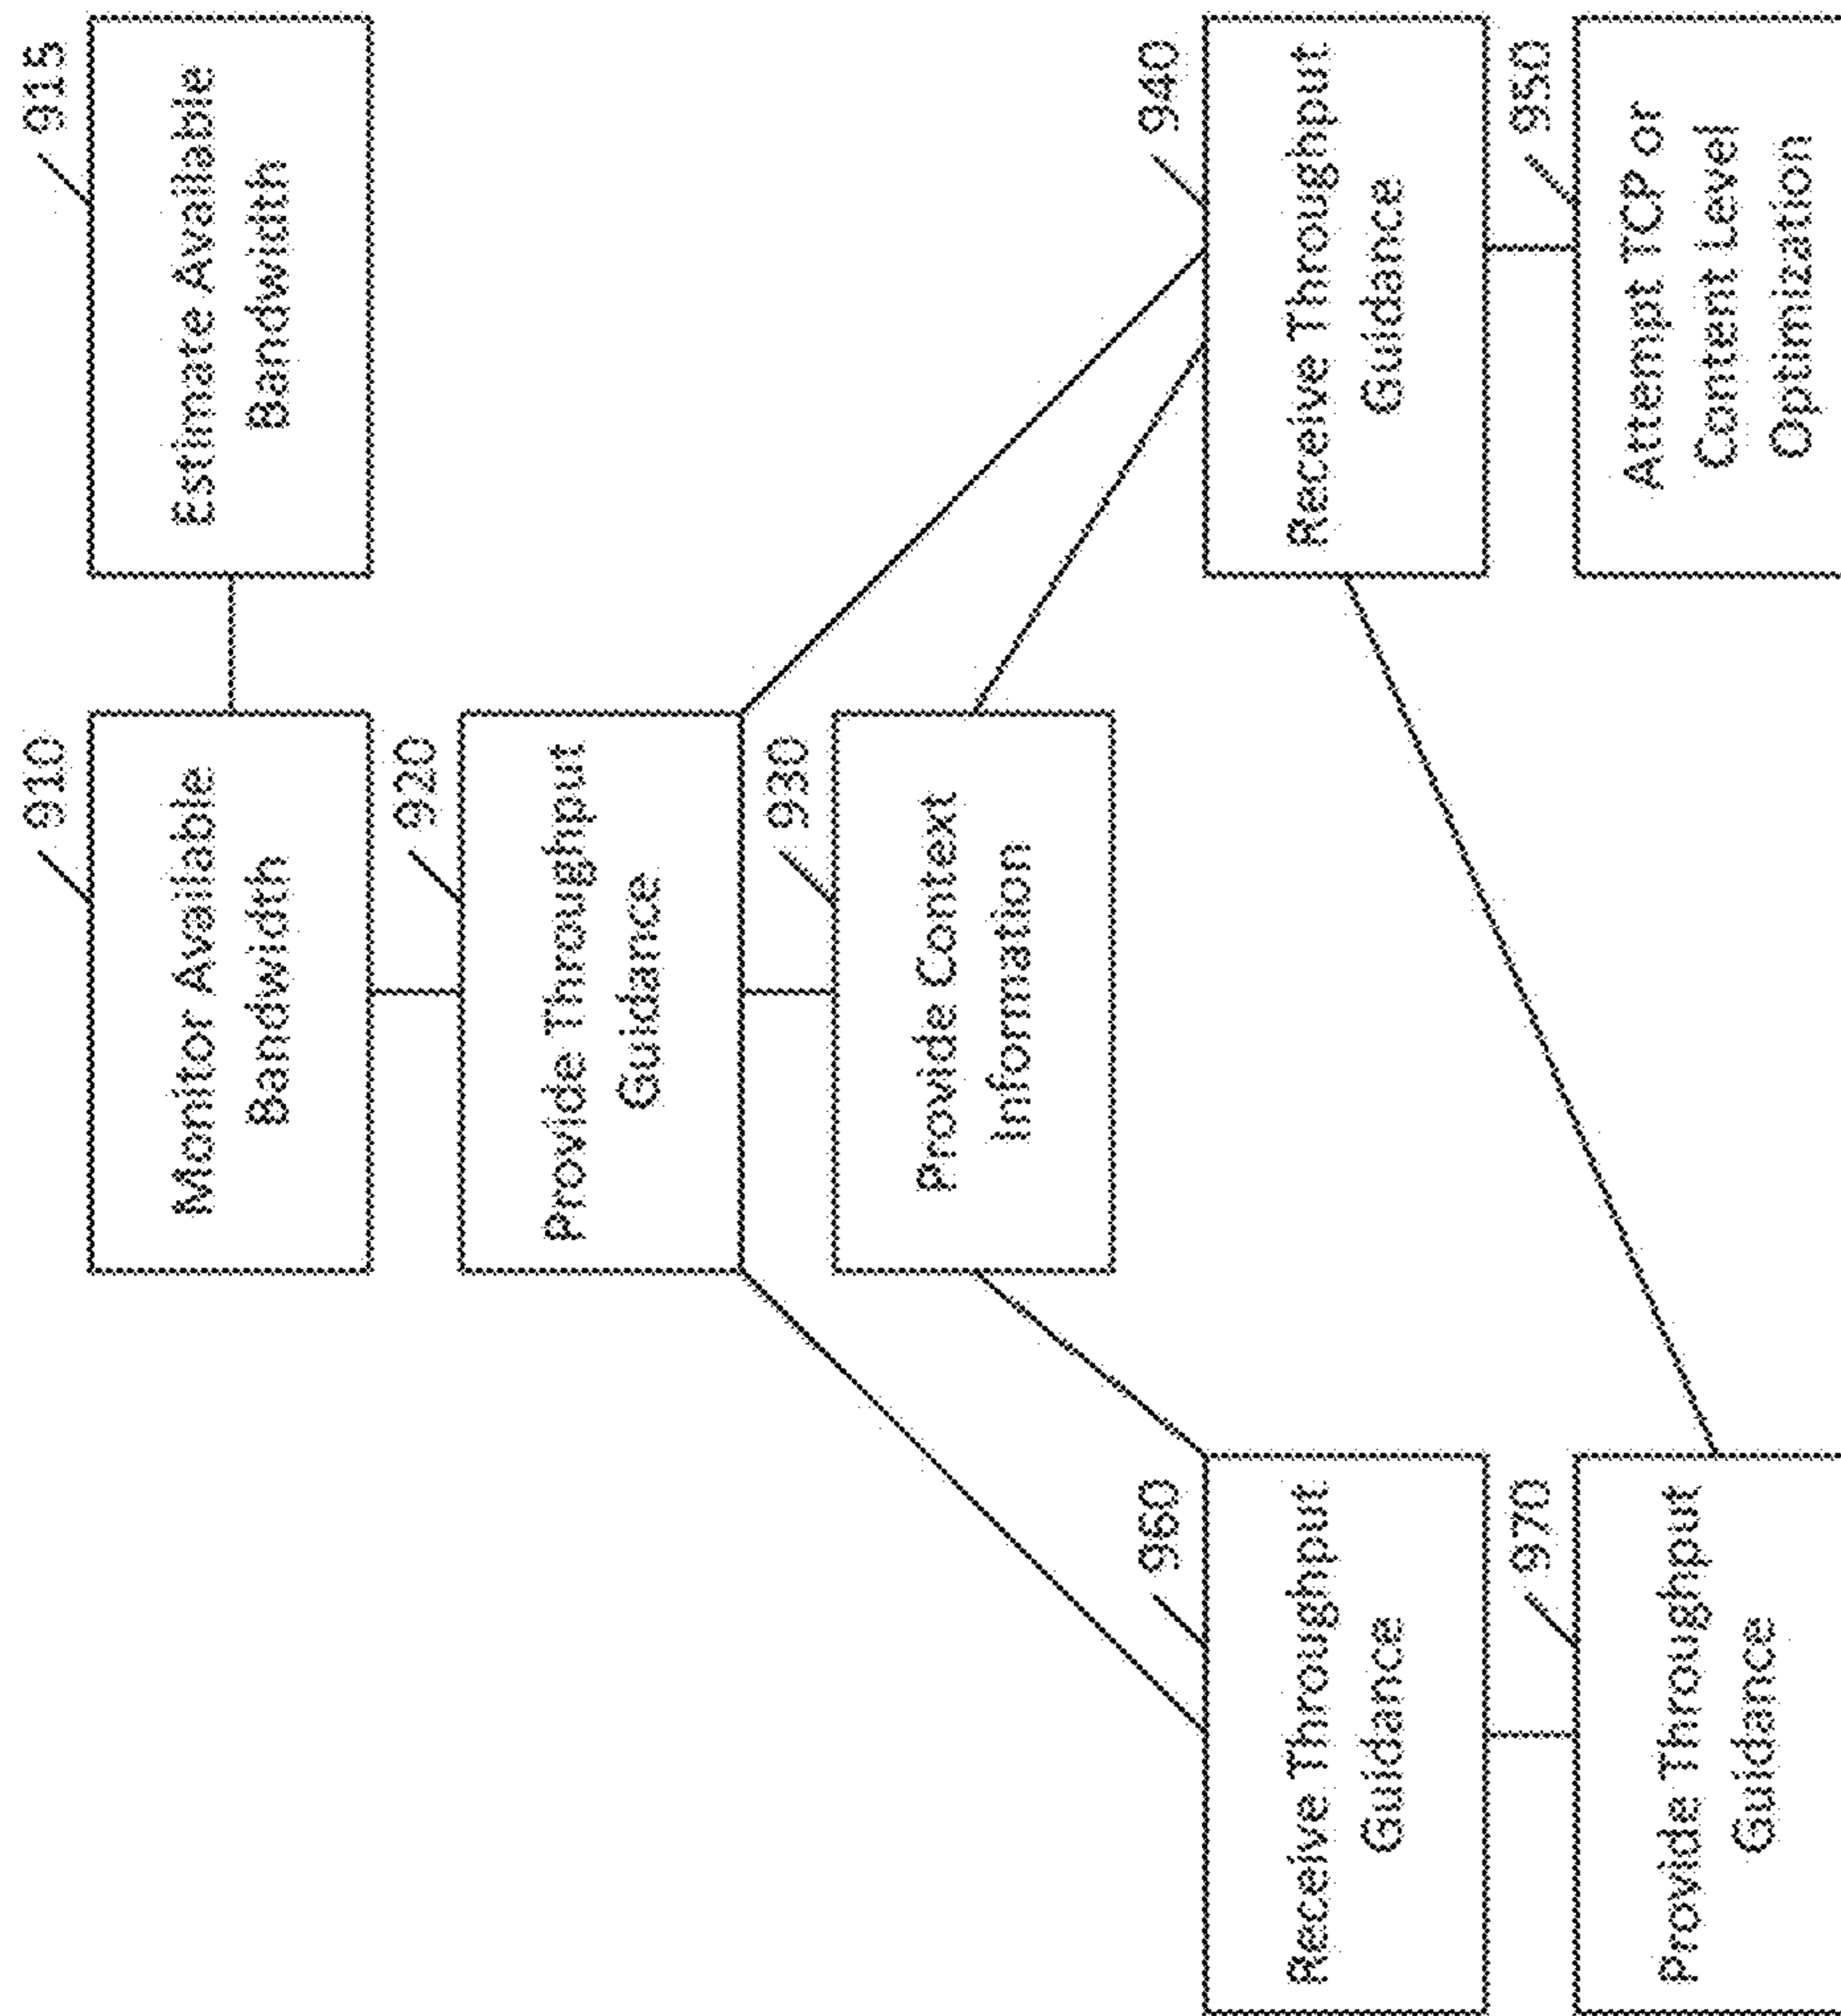 915
Estimate Available
Bandwidth
910
Monitor Available
Bandwidth
920
Provide Throughput
Guidance
930
Provide Context
Information
940
Receive Throughput
Guidance
950
Attempt TCP or
Content Level
Optimization
960
Receive Throughput
Guidance
970
Provide Throughput
Guidance